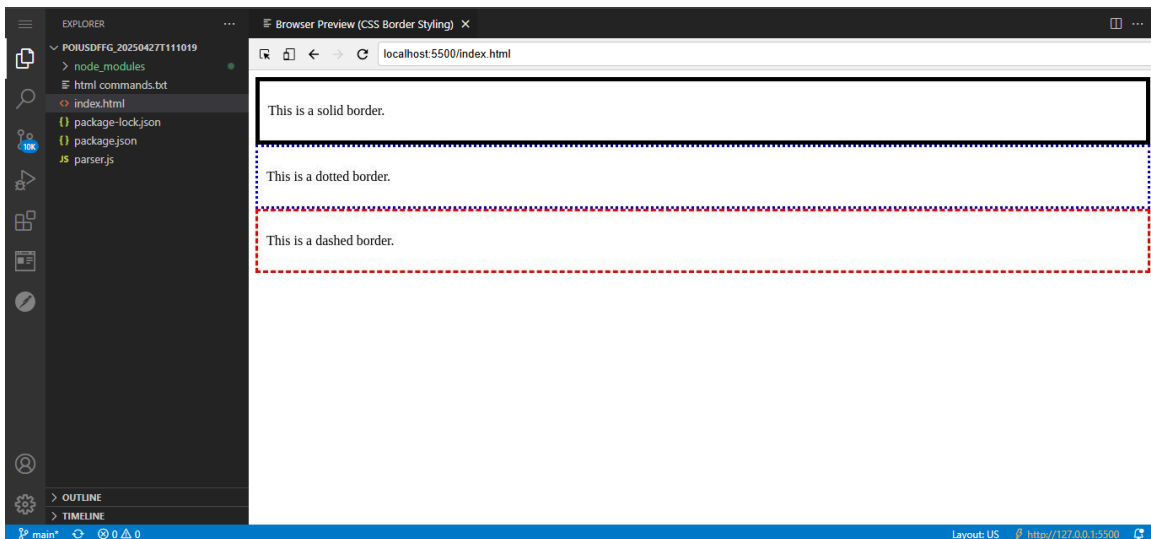 EXPLORER
POIUSDFFG_20250427T111019
node_modules
html commands.txt
index.html
package-lock.json
package.json
JS parser.js
OUTLINE
TIMELINE
10K
Browser Preview (CSS Border Styling)
localhost:5500/index.html
This is a solid border.
This is a dotted border.
This is a dashed border.
main* 0 0 Layout: US http://127.0.0.1:5500